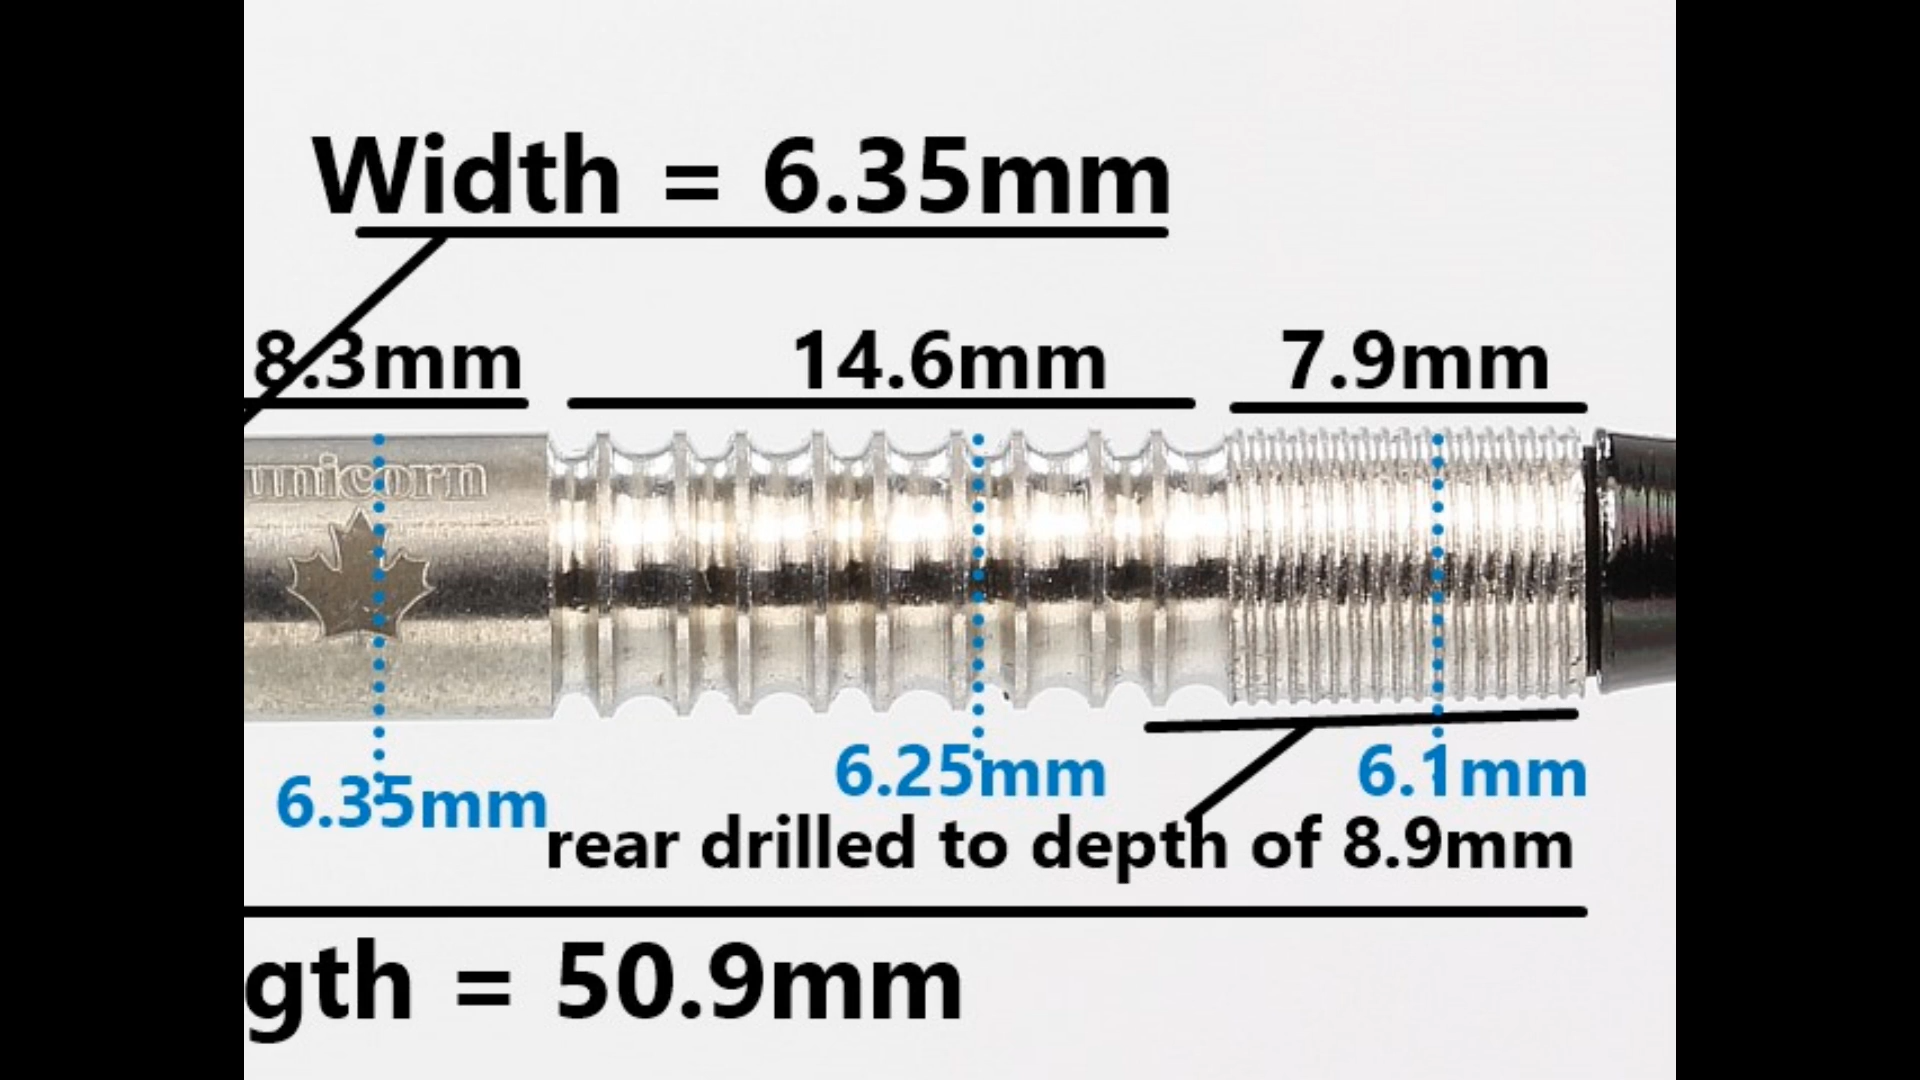 Width = 6.35mm
8.3mm 14.6mm 7.9mm
unicorn
6.25mm 6.1mm
6.35mm
rear drilled to depth of 8.9mm
gth = 50.9mm